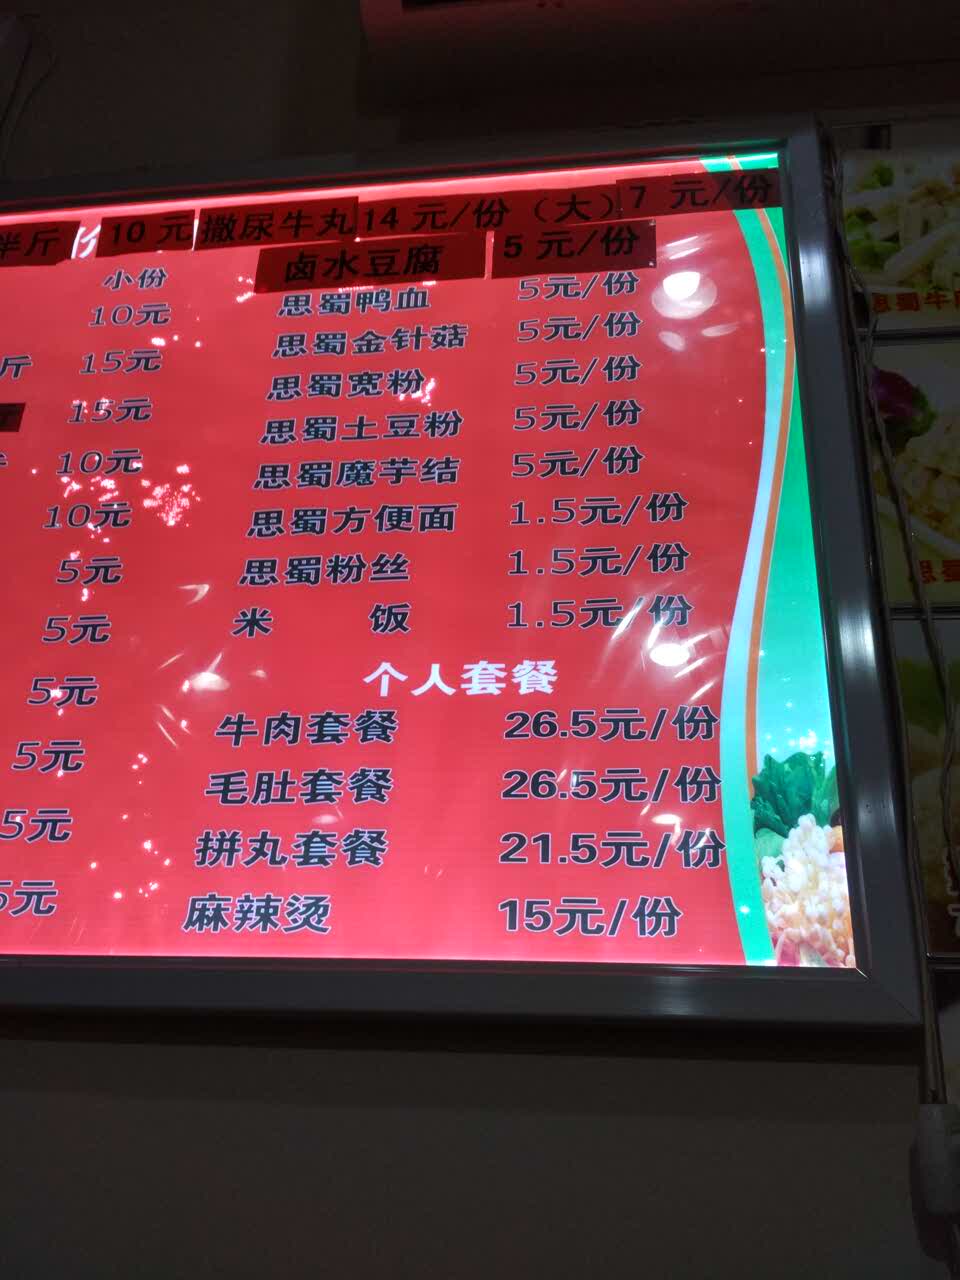 半斤 10元 撒尿牛丸 14元/份（大） 7元/份
小份 卤水豆腐 5元/份
10元 思蜀鸭血 5元/份
斤 15元 思蜀金针菇 5元/份
15元 思蜀宽粉 5元/份
10元 思蜀土豆粉 5元/份
10元 思蜀魔芋结 5元/份
5元 思蜀方便面 1.5元/份
5元 思蜀粉丝 1.5元/份
5元 米饭 1.5元/份
个人套餐
5元 牛肉套餐 26.5元/份
5元 毛肚套餐 26.5元/份
5元 拼丸套餐 21.5元/份
麻辣烫 15元/份
思蜀牛
思蜀